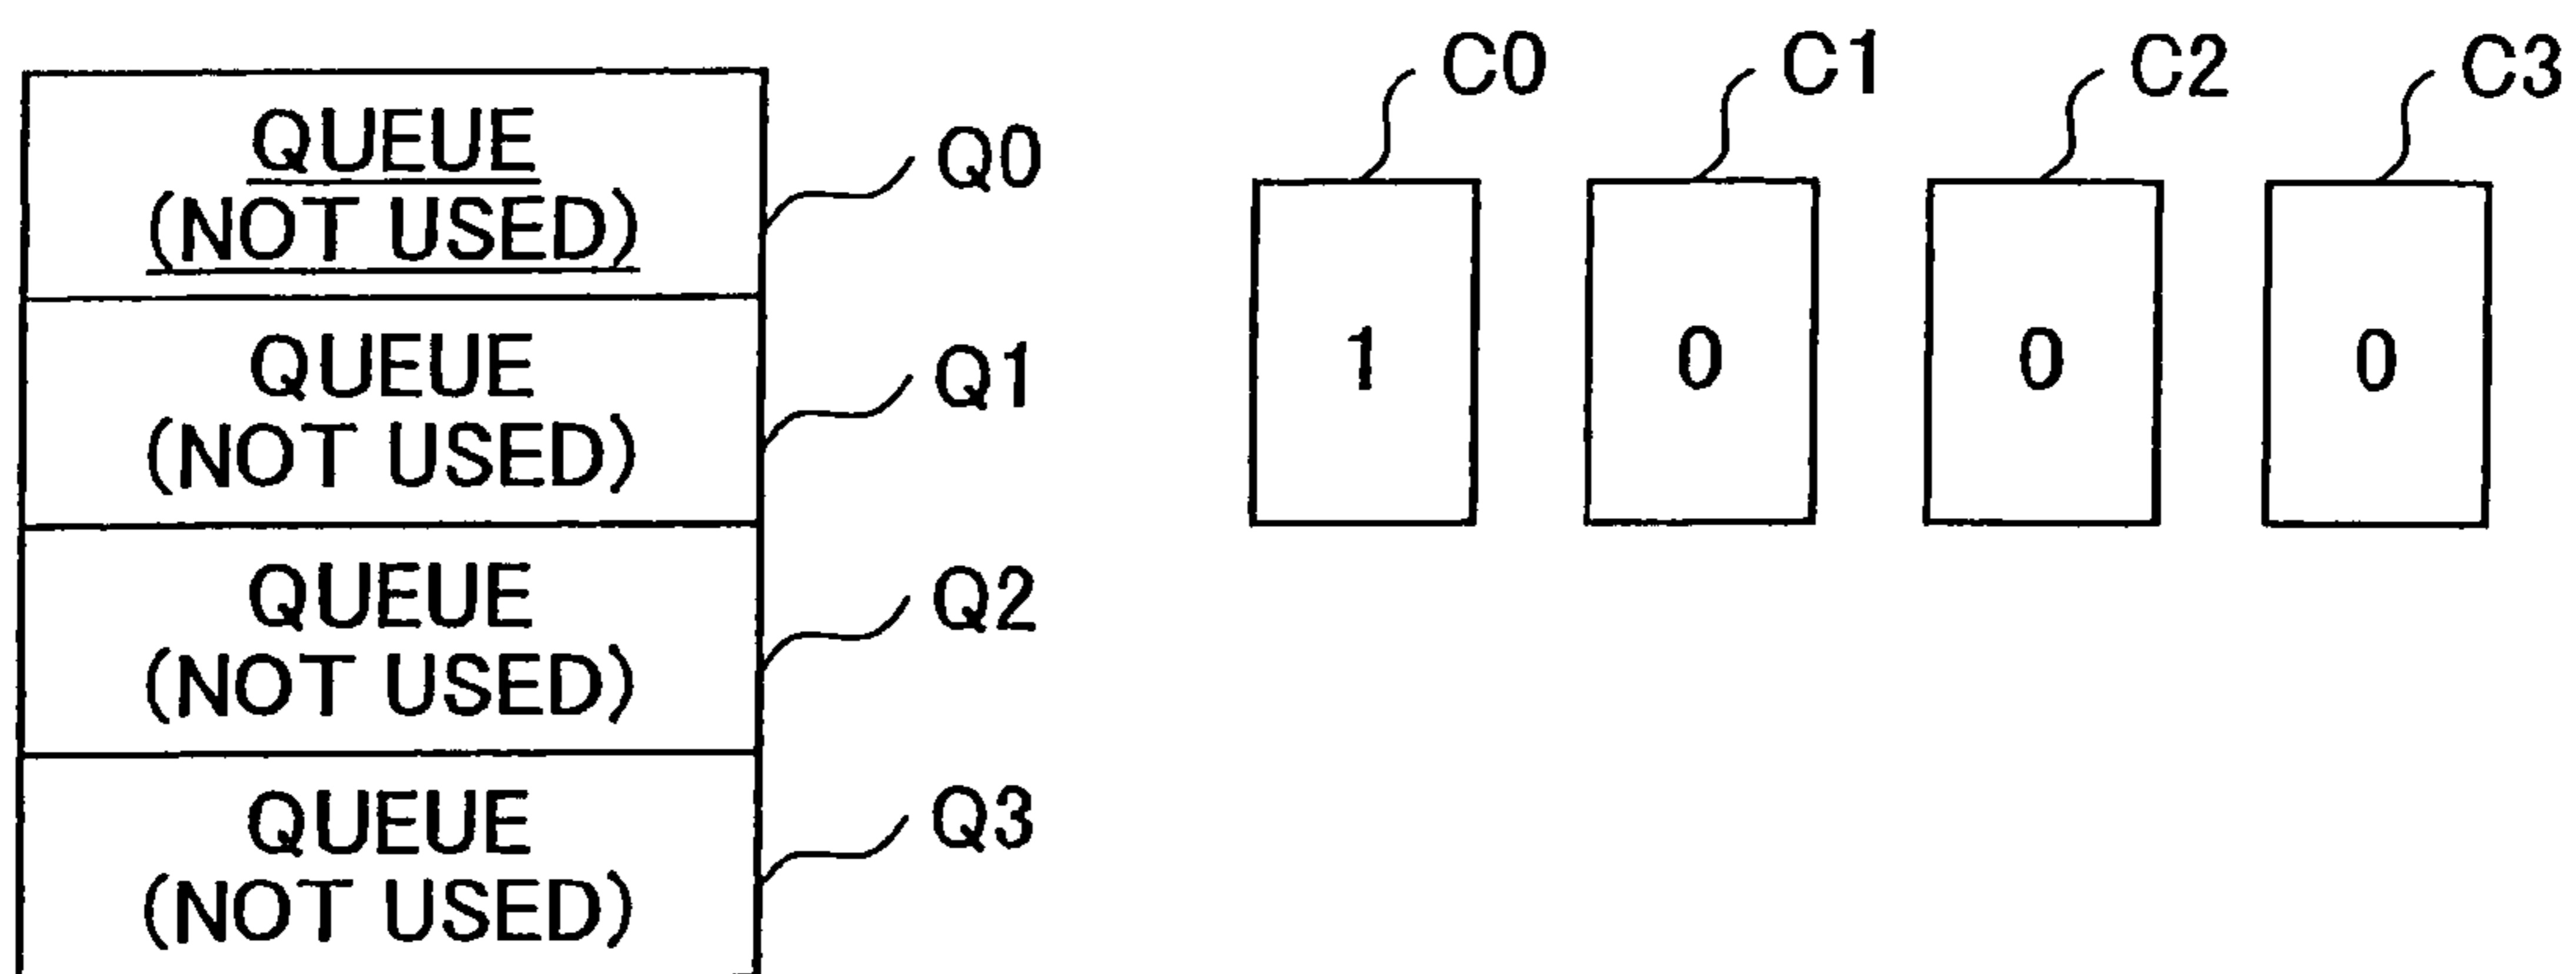 QUEUE
(NOT USED)
Q0
QUEUE
(NOT USED)
Q1
QUEUE
(NOT USED)
Q2
QUEUE
(NOT USED)
Q3
C0 C1 C2 C3
1 0 0 0